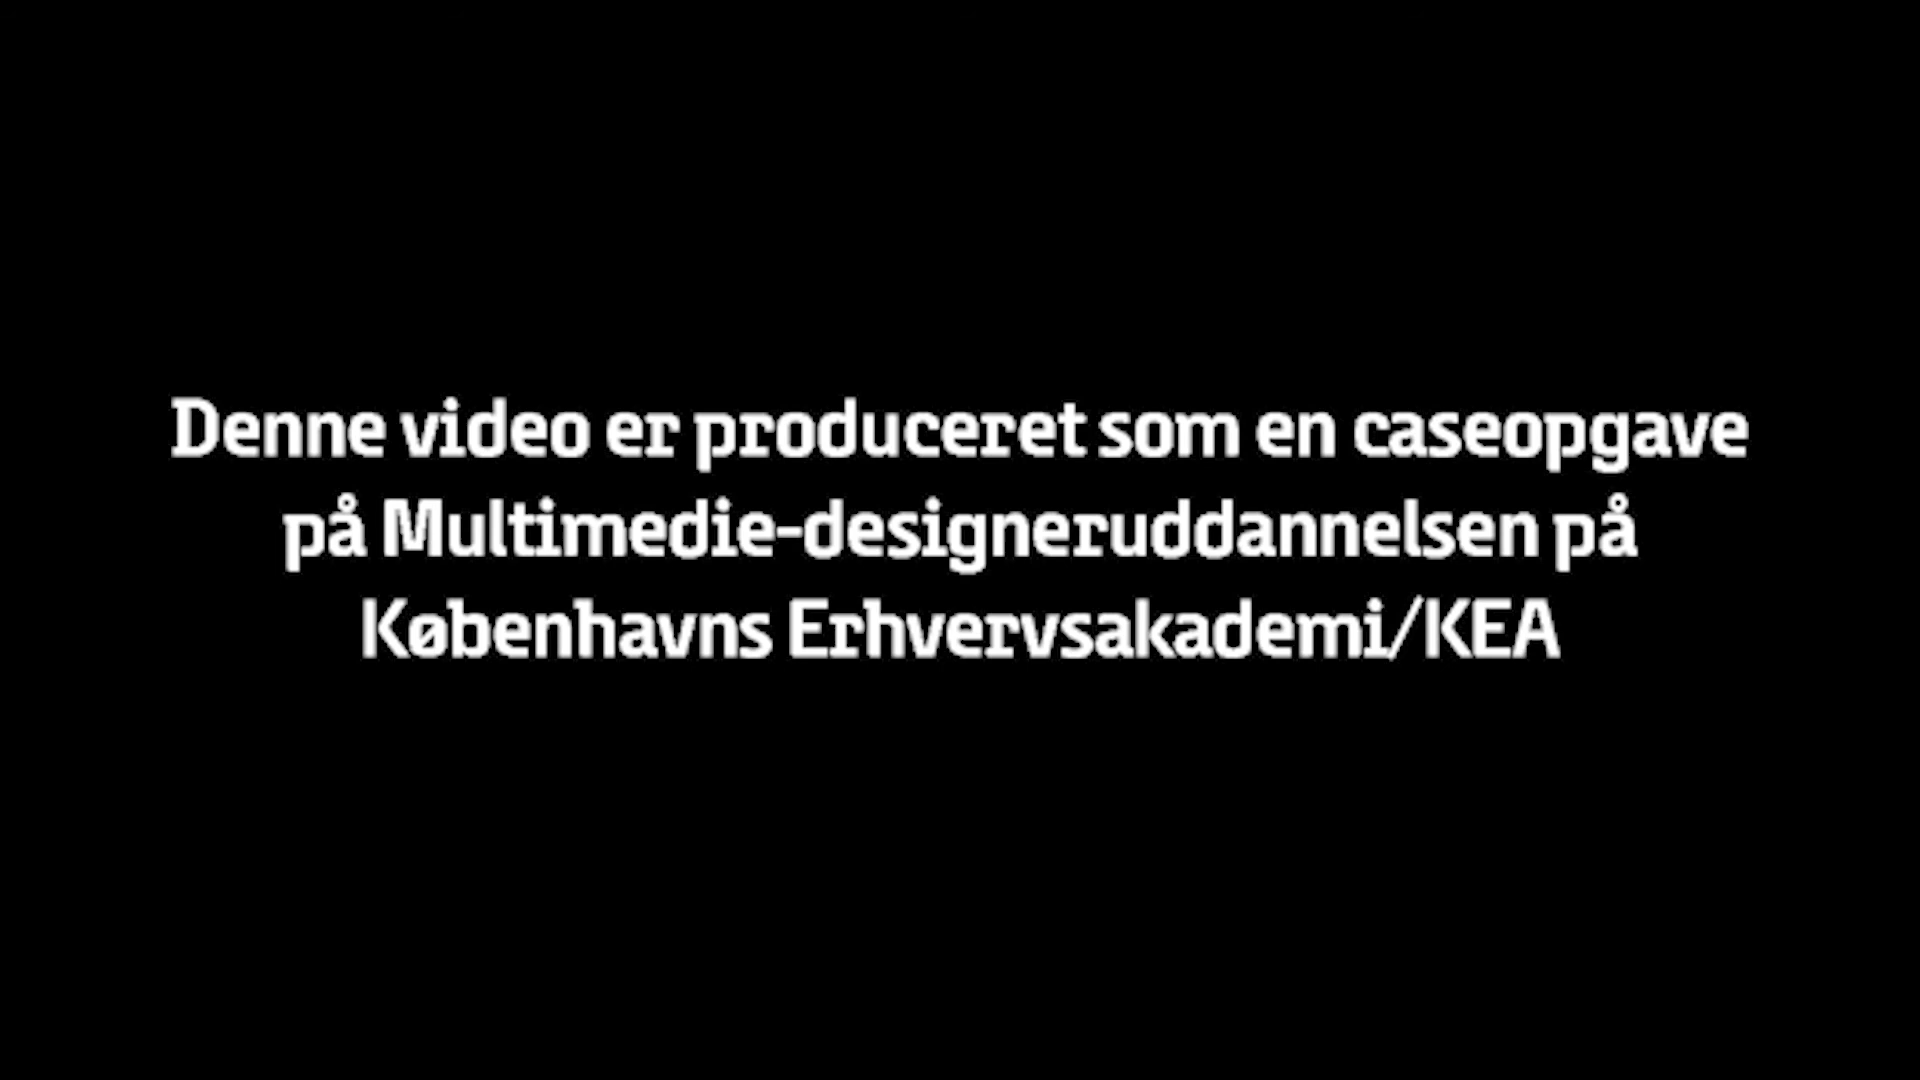 Denne video er produceret som en caseopgave
på Multimedie-designeruddannelsen på
Københavns Erhvervsakademi/KEA